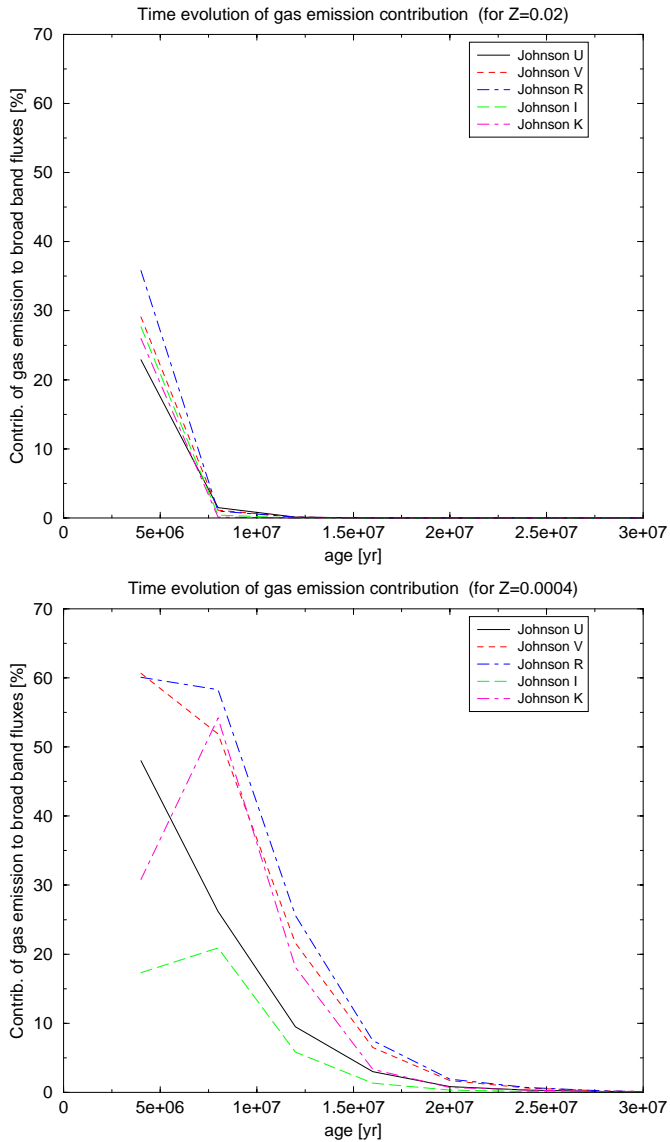 Time evolution of gas emission contribution (for Z=0.02)
70
60
50
40
30
20
10
0
Contrib. of gas emission to broad band fluxes [%]
Johnson U
Johnson V
Johnson R
Johnson I
Johnson K
0 5e+06 1e+07 1.5e+07 2e+07 2.5e+07 3e+07
age [yr]
Time evolution of gas emission contribution (for Z=0.0004)
70
60
50
40
30
20
10
0
Contrib. of gas emission to broad band fluxes [%]
Johnson U
Johnson V
Johnson R
Johnson I
Johnson K
0 5e+06 1e+07 1.5e+07 2e+07 2.5e+07 3e+07
age [yr]